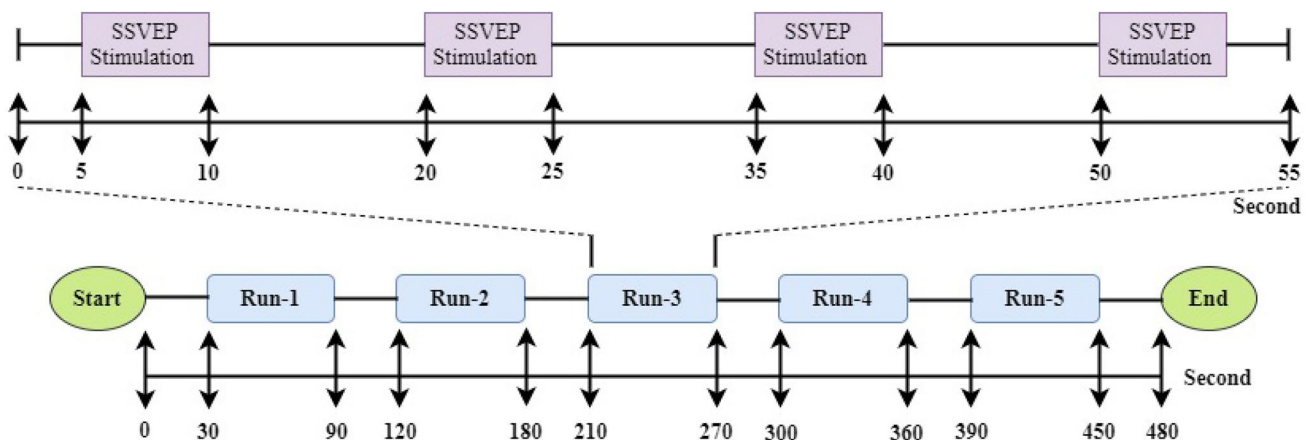 SSVEP
Stimulation
SSVEP
Stimulation
SSVEP
Stimulation
SSVEP
Stimulation
0 5 10 20 25 35 40 50 55
Second
Start Run-1 Run-2 Run-3 Run-4 Run-5 End
Second
0 30 90 120 180 210 270 300 360 390 450 480